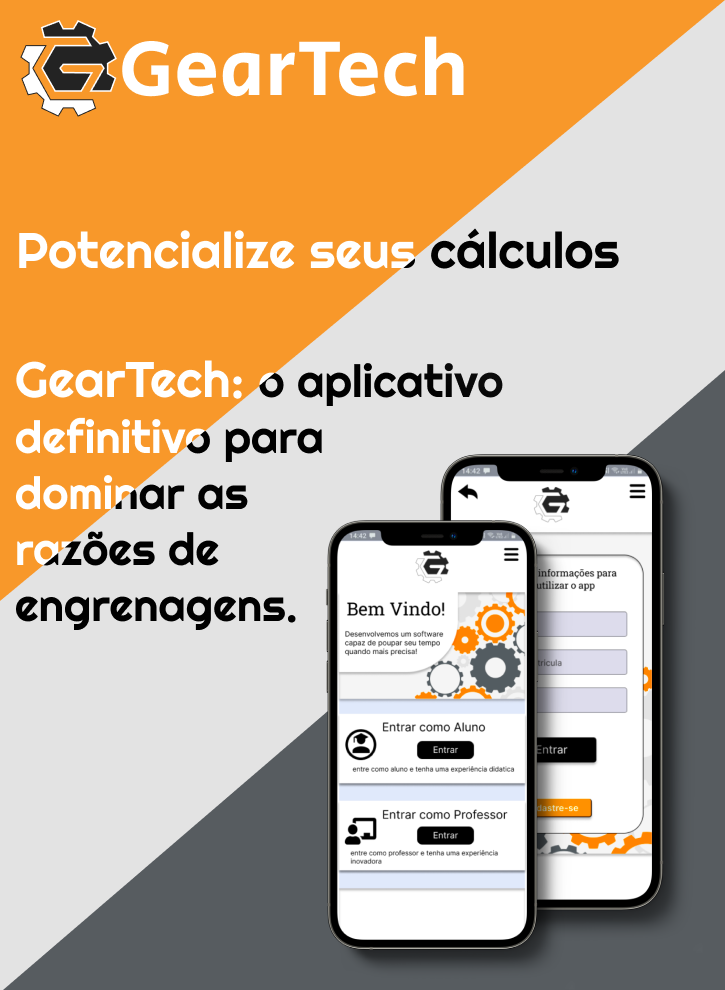 GearTech
Potencialize seus cálculos
GearTech: o aplicativo
definitivo para
dominar as
razões de
engrenagens.
14:42
14:42
Bem Vindo!
Desenvolvemos um software
capaz de poupar seu tempo
quando mais precisa!
Entrar como Aluno
Entrar
entre como aluno e tenha uma experiência didatica
Entrar como Professor
Entrar
entre como professor e tenha uma experiência
inovadora
informações para
utilizar o app
trícula
Entrar
dastre-se